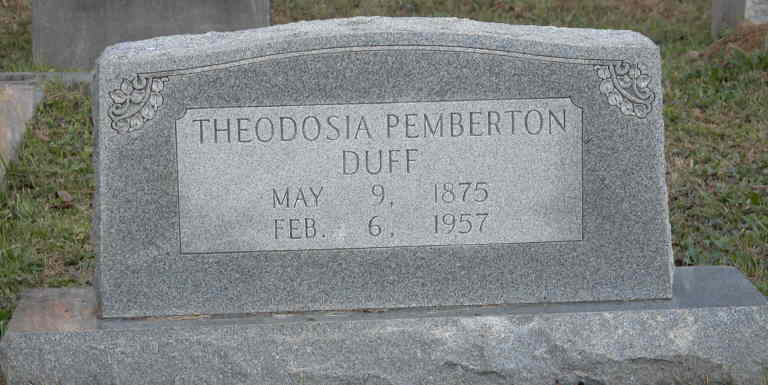 THEODOSIA PEMBERTON
DUFF
MAY 9, 1875
FEB. 6, 1957